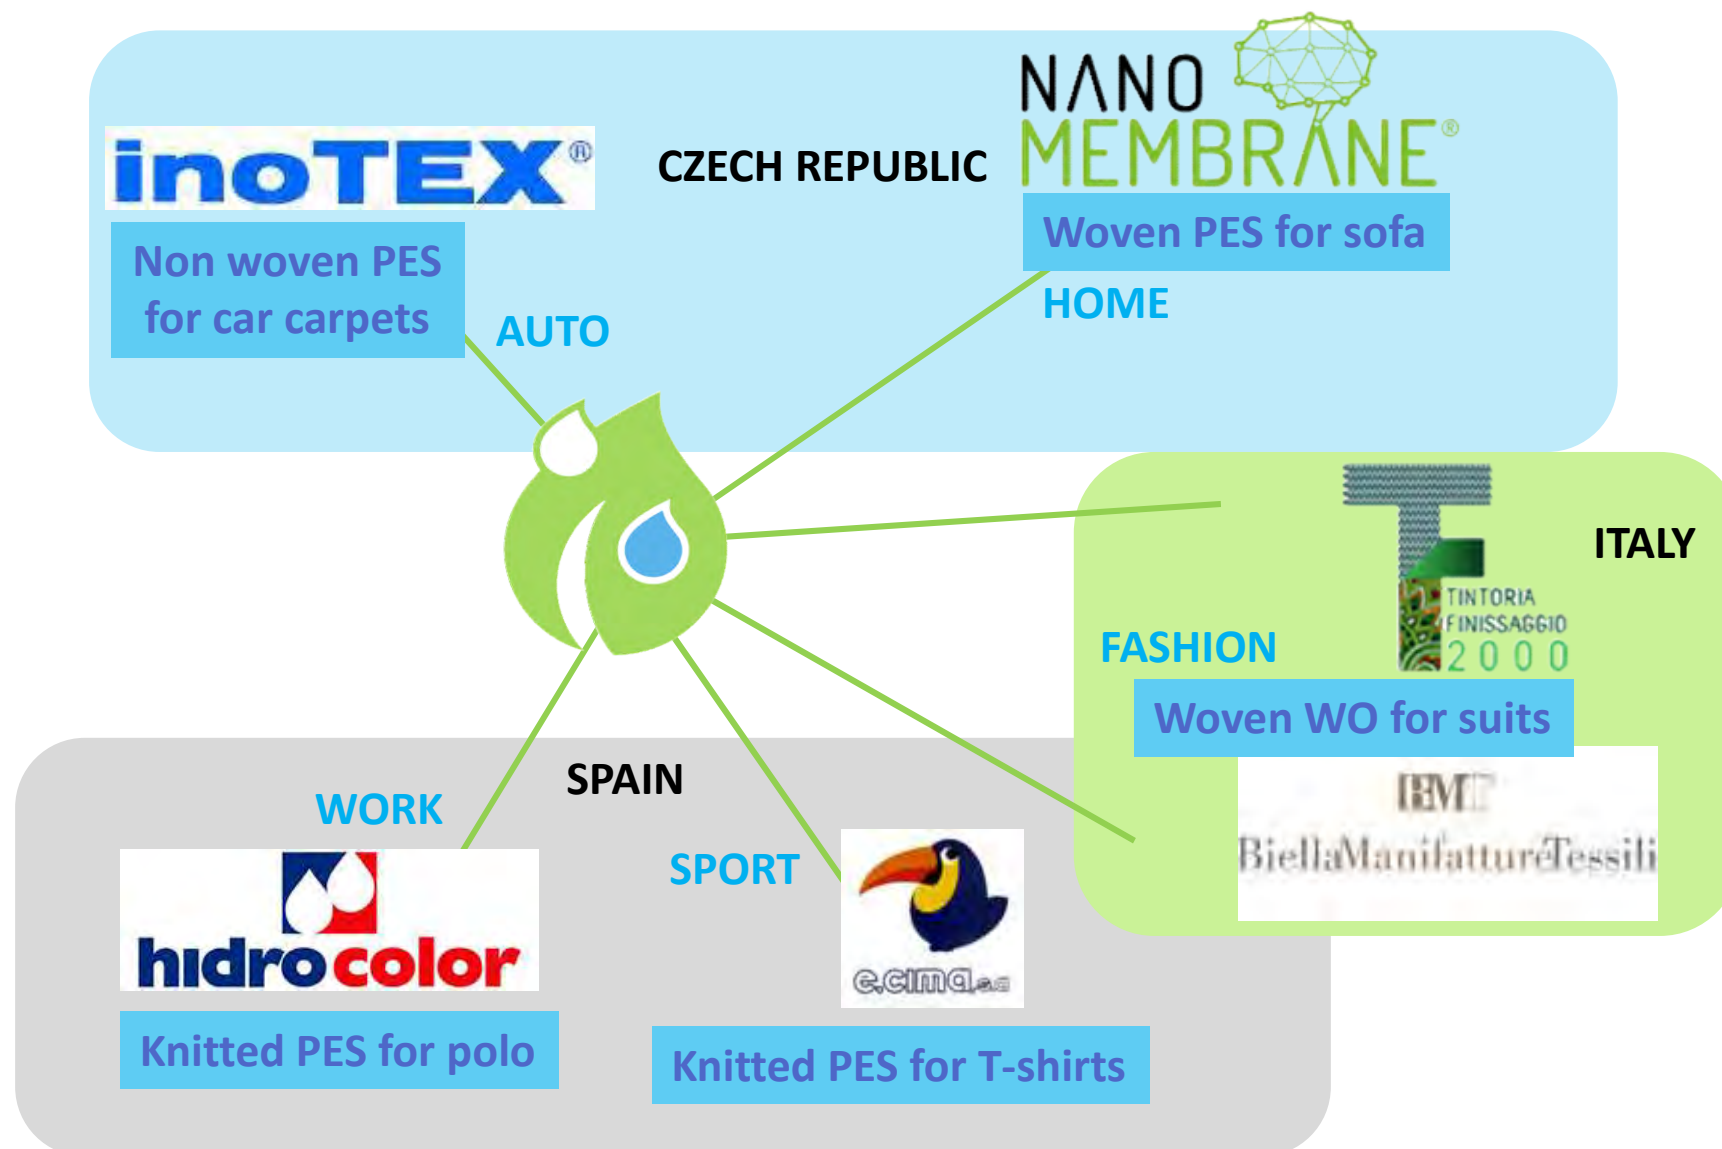 inoTEX®
CZECH REPUBLIC
NANO
MEMBRANE®
Non woven PES
for car carpets
Woven PES for sofa
AUTO
HOME
ITALY
TINTORIA
FINISSAGGIO
2000
FASHION
Woven WO for suits
BMT
BiellaManifattureTessili
SPAIN
WORK
SPORT
hidrocolor
e.cima,s.a
Knitted PES for polo
Knitted PES for T-shirts